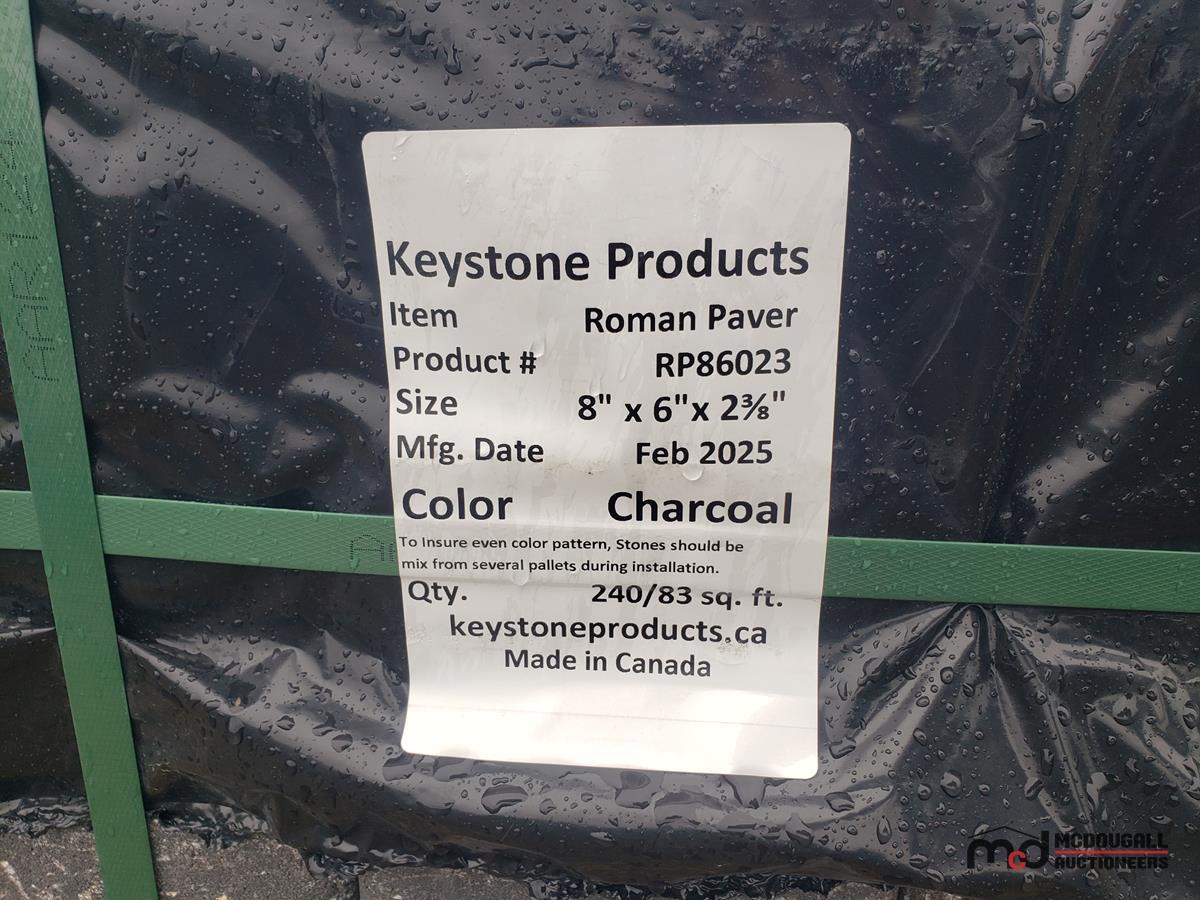 Keystone Products
Item Roman Paver
Product # RP86023
Size 8" x 6"x 2⅜"
Mfg. Date Feb 2025
Color Charcoal
To Insure even color pattern, Stones should be
mix from several pallets during installation.
Qty. 240/83 sq. ft.
keystoneproducts.ca
Made in Canada
mcd MCDOUGALL
AUCTIONEERS